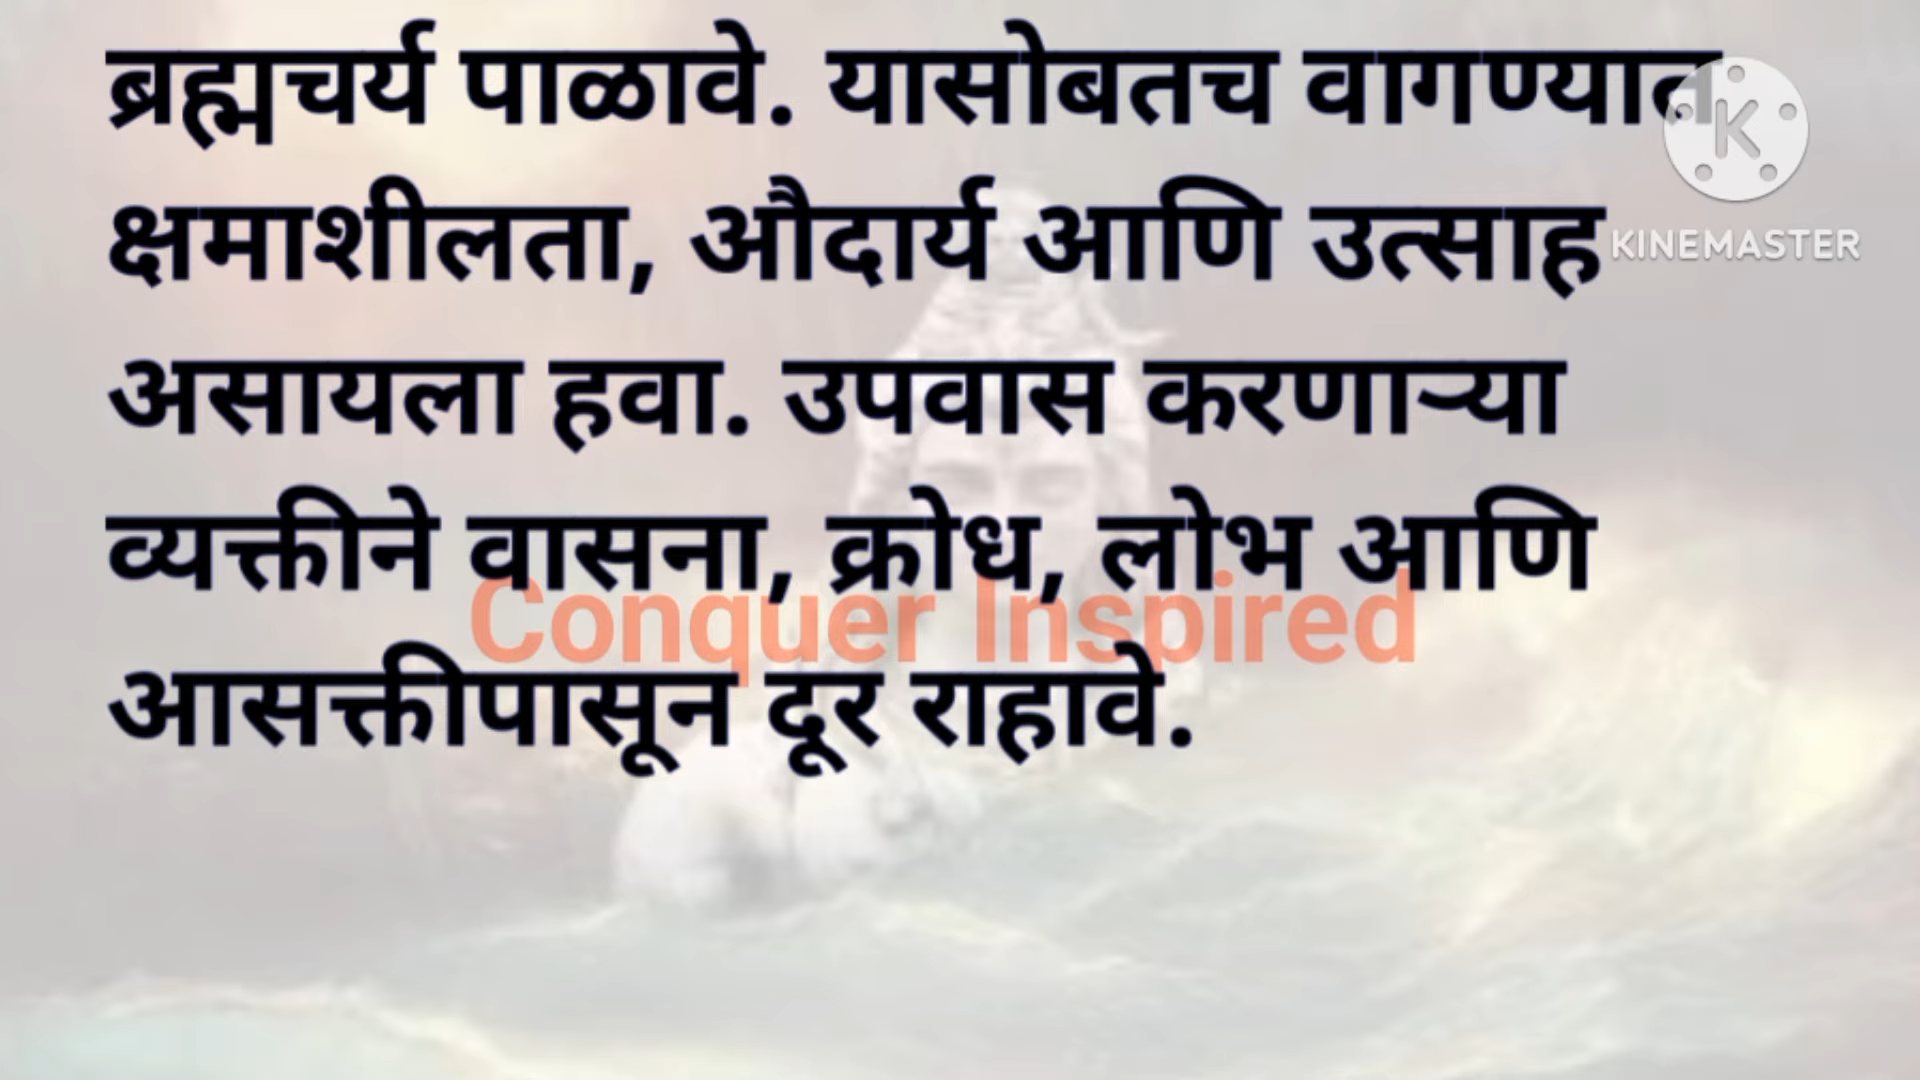 ब्रह्मचर्य पाळावे. यासोबतच वागण्यात
क्षमाशीलता, औदार्य आणि उत्साह
KINEMASTER
असायला हवा. उपवास करणाऱ्या
व्यक्तीने वासना, क्रोध, लोभ आणि
Conquer Inspired
आसक्तीपासून दूर राहावे.